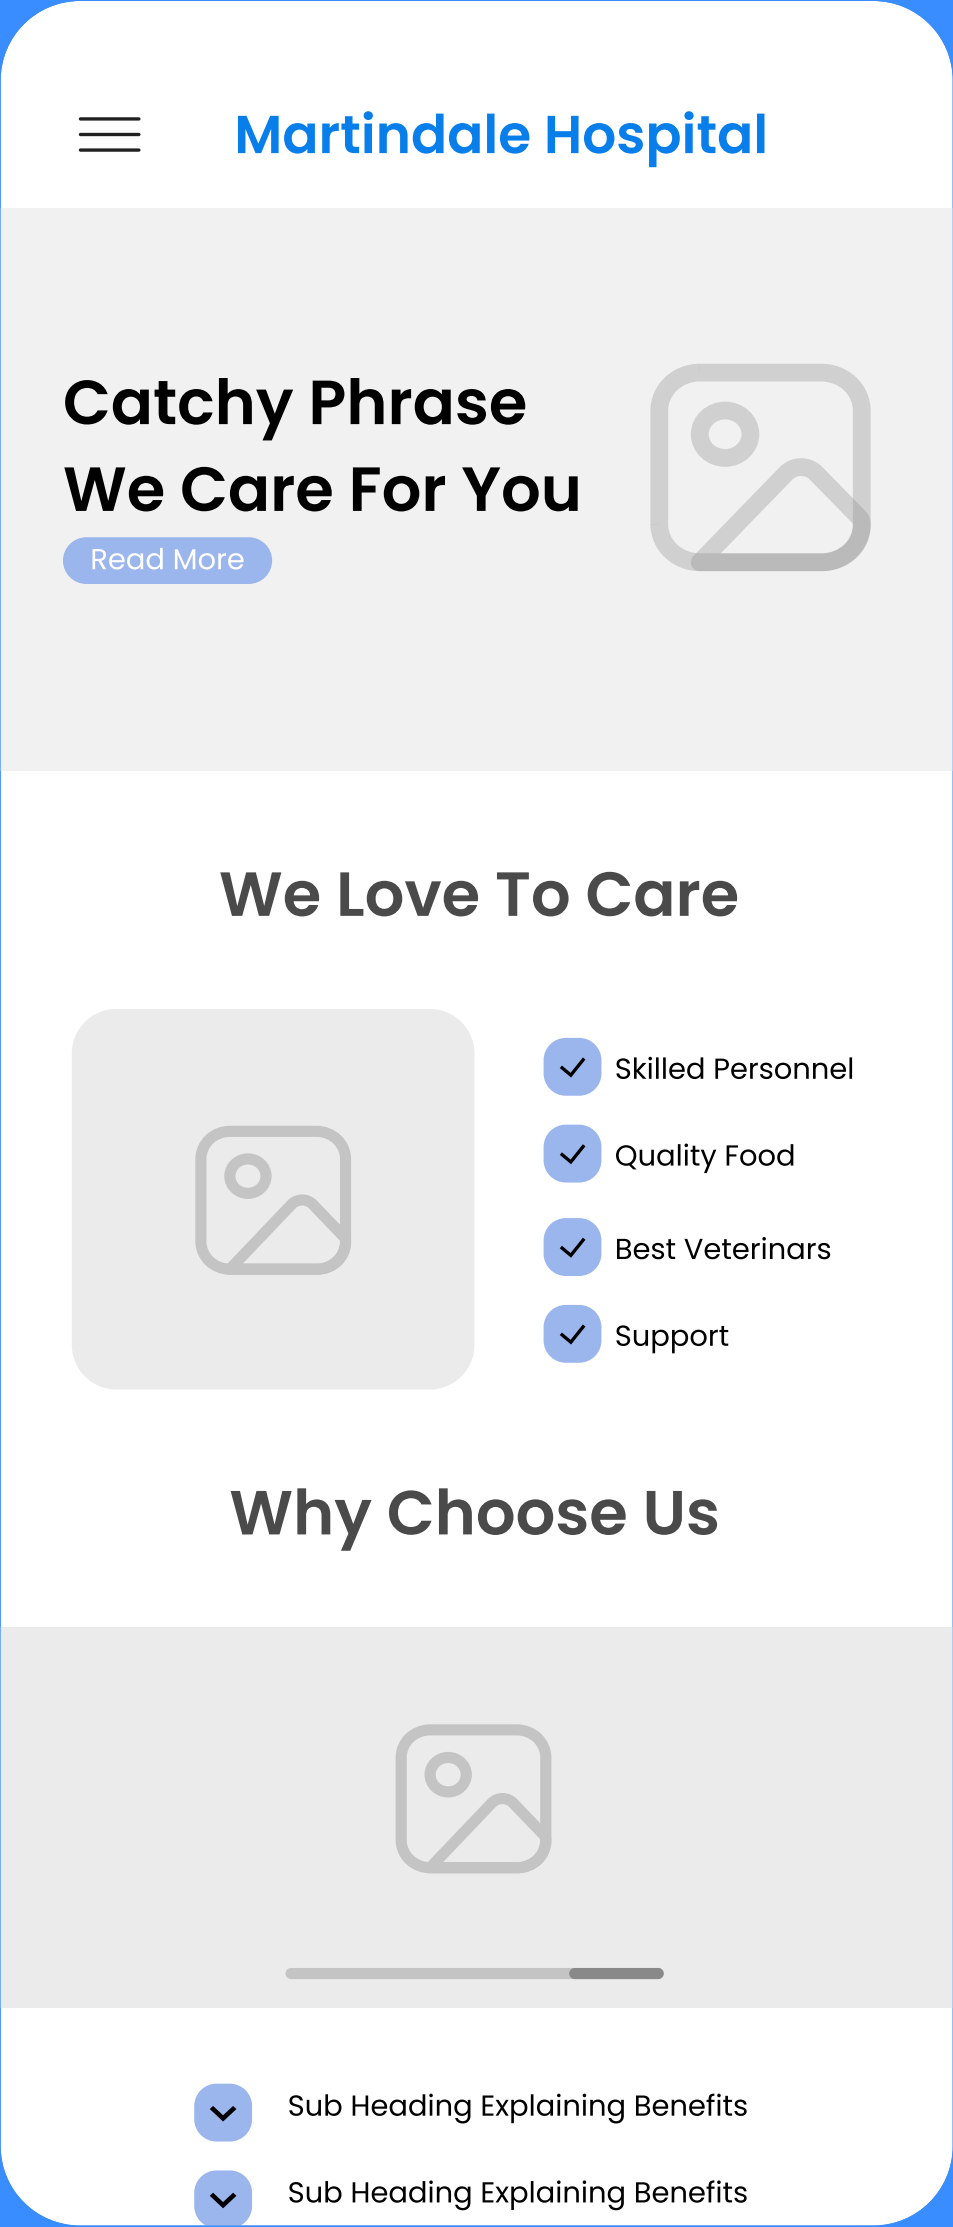 Martindale Hospital
Catchy Phrase
We Care For You
Read More
We Love To Care
Skilled Personnel
Quality Food
Best Veterinars
Support
Why Choose Us
Sub Heading Explaining Benefits
Sub Heading Explaining Benefits